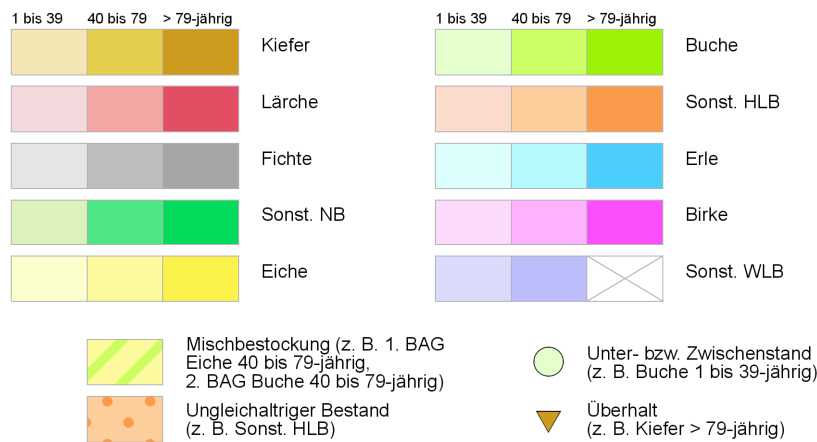 1 bis 39 40 bis 79 > 79-jährig
Kiefer
Lärche
Fichte
Sonst. NB
Eiche
1 bis 39 40 bis 79 > 79-jährig
Buche
Sonst. HLB
Erle
Birke
Sonst. WLB
Mischbestockung (z. B. 1. BAG
Eiche 40 bis 79-jährig,
2. BAG Buche 40 bis 79-jährig)
Ungleichaltriger Bestand
(z. B. Sonst. HLB)
Unter- bzw. Zwischenstand
(z. B. Buche 1 bis 39-jährig)
Überhalt
(z. B. Kiefer > 79-jährig)